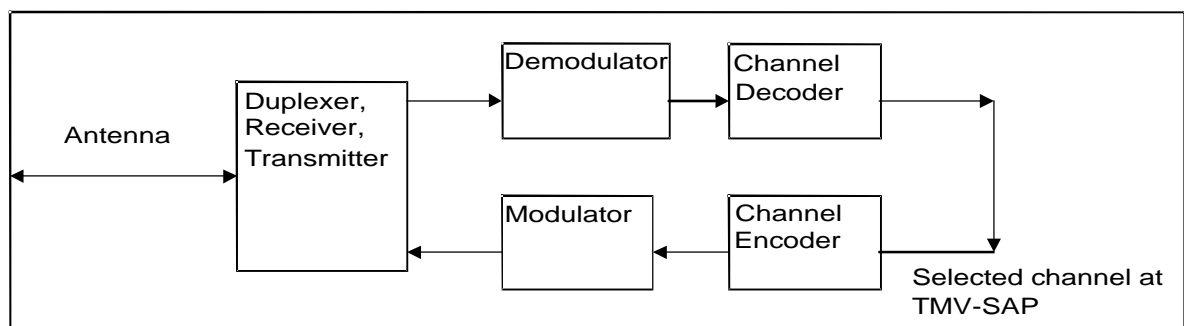 Antenna
Duplexer,
Receiver,
Transmitter
Demodulator
Channel
Decoder
Modulator
Channel
Encoder
Selected channel at
TMV-SAP